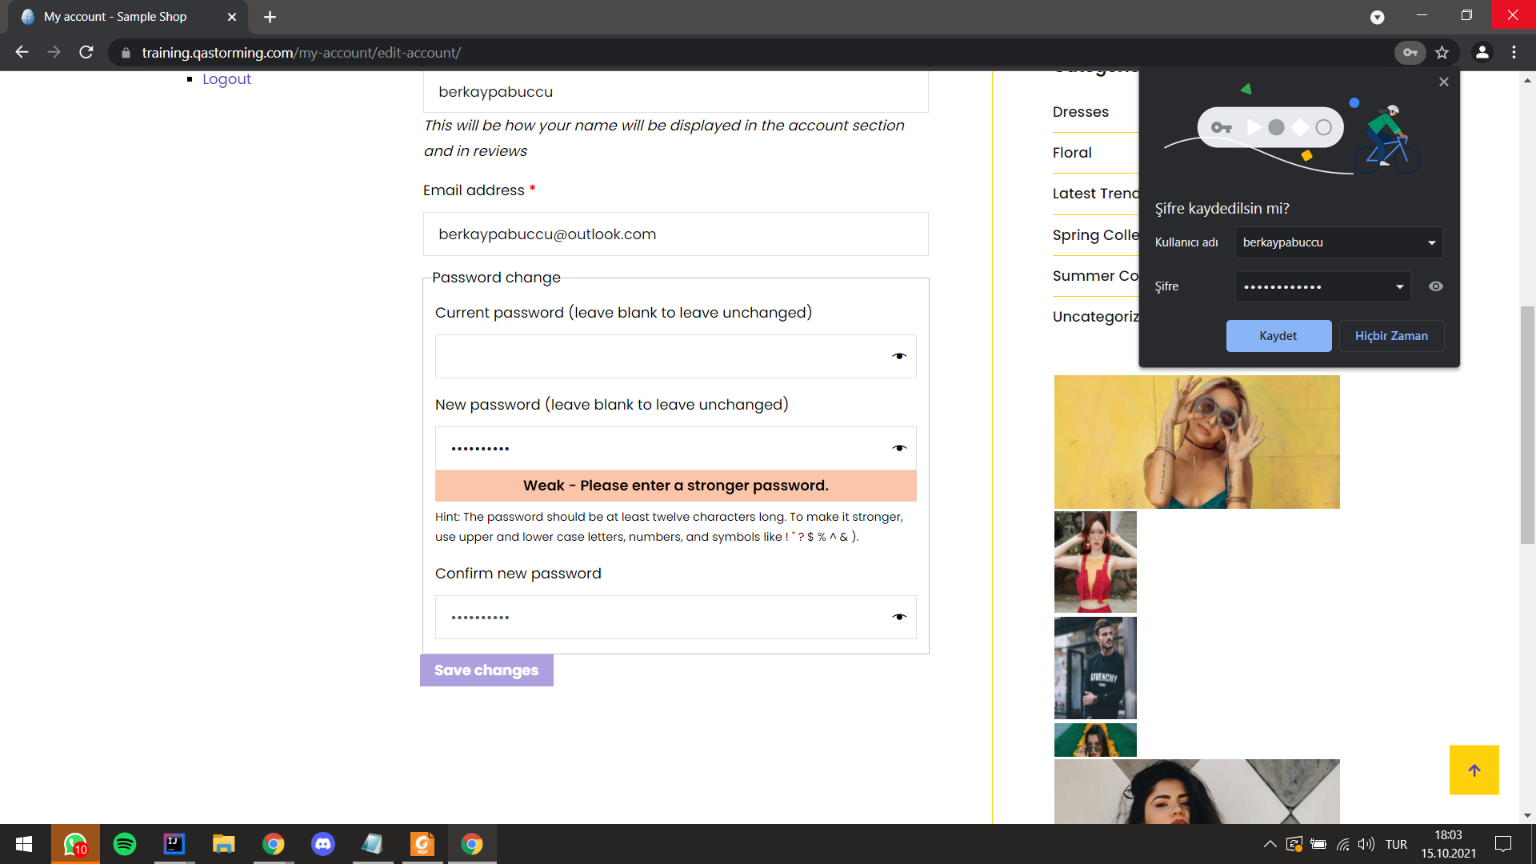 My account - Sample Shop
training.qastorming.com/my-account/edit-account/
Logout
berkaypabuccu
This will be how your name will be displayed in the account section
and in reviews
Email address *
berkaypabuccu@outlook.com
Password change
Current password (leave blank to leave unchanged)
New password (leave blank to leave unchanged)
••••••••••
Weak - Please enter a stronger password.
Hint: The password should be at least twelve characters long. To make it stronger,
use upper and lower case letters, numbers, and symbols like ! " ? $ % ^ & ).
Confirm new password
••••••••••
Save changes
Dresses
Floral
Latest Trend
Spring Colle
Summer Co
Uncategoriz
Şifre kaydedilsin mi?
Kullanıcı adı
berkaypabuccu
Şifre
••••••••••••
Kaydet
Hiçbir Zaman
GIVENCHY
10
IJ
TUR
18:03
15.10.2021